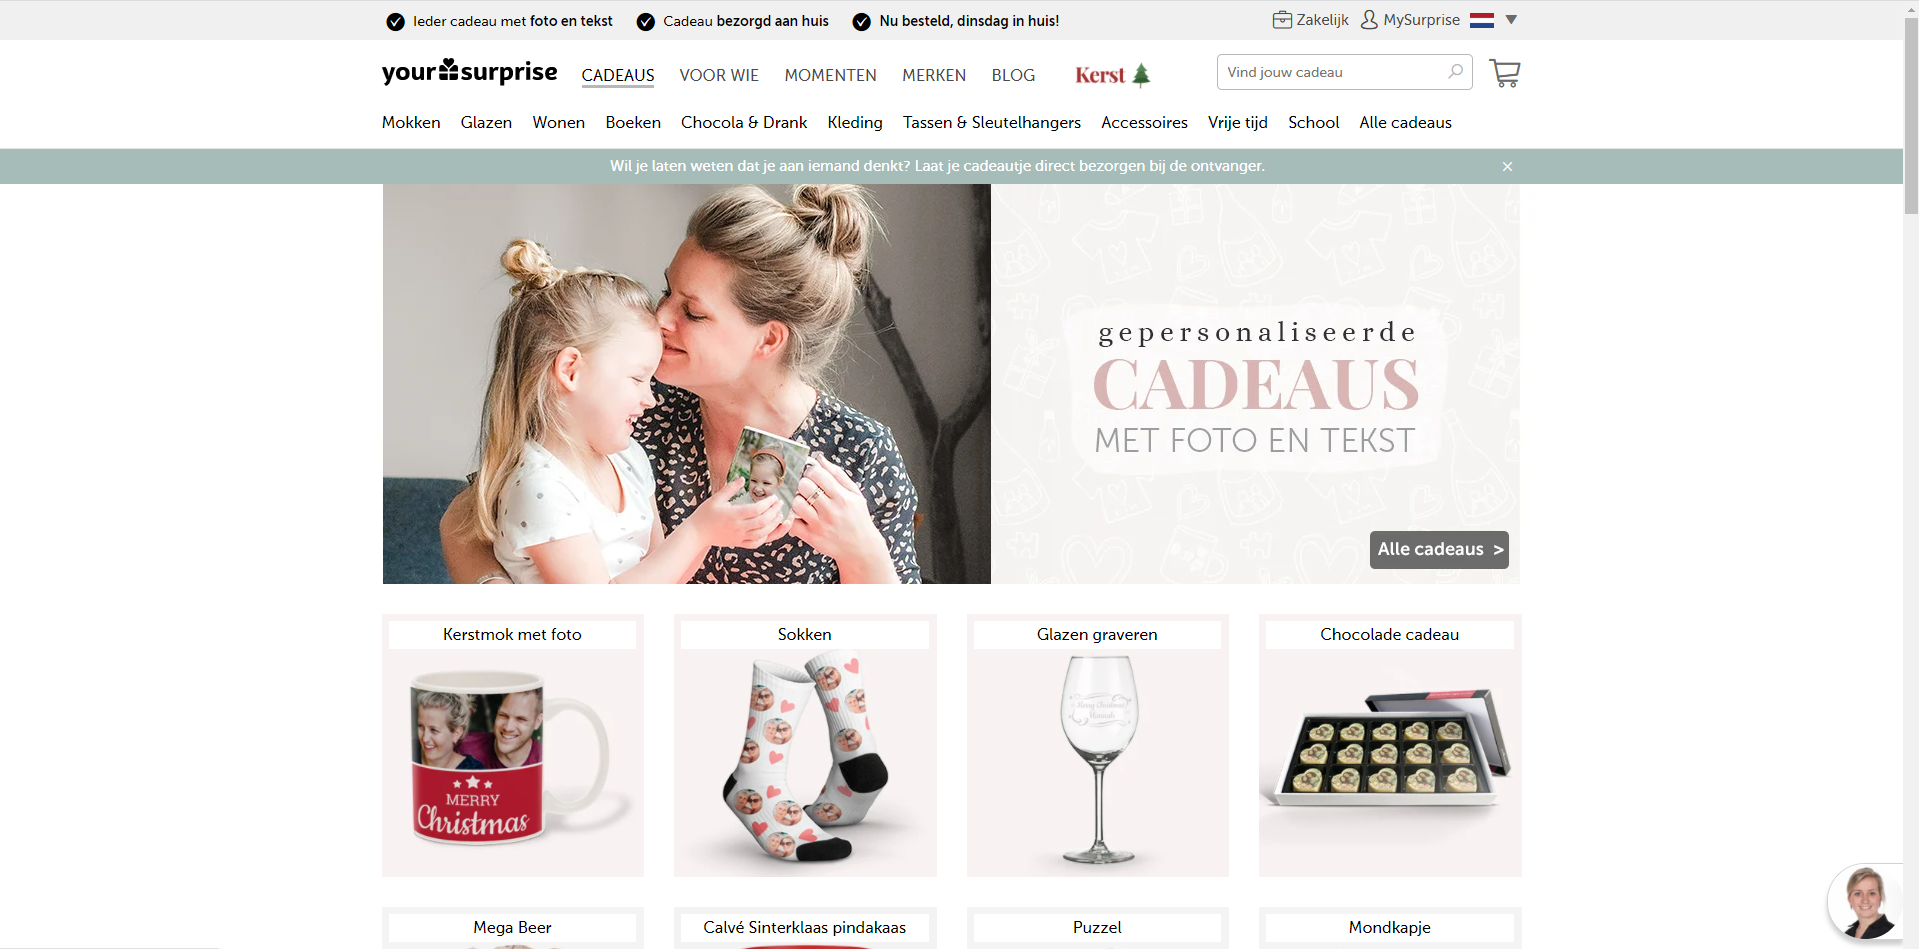 Ieder cadeau met foto en tekst Cadeau bezorgd aan huis Nu besteld, dinsdag in huis! Zakelijk MySurprise
yoursurprise CADEAUS VOOR WIE MOMENTEN MERKEN BLOG Kerst Vind jouw cadeau
Mokken Glazen Wonen Boeken Chocola & Drank Kleding Tassen & Sleutelhangers Accessoires Vrije tijd School Alle cadeaus
Wil je laten weten dat je aan iemand denkt? Laat je cadeautje direct bezorgen bij de ontvanger. ×
gepersonaliseerde
CADEAUS
MET FOTO EN TEKST
Alle cadeaus >
Kerstmok met foto Sokken Glazen graveren Chocolade cadeau
MERRY
Christmas
Merry Christmas
Hannah
Mega Beer Calvé Sinterklaas pindakaas Puzzel Mondkapje